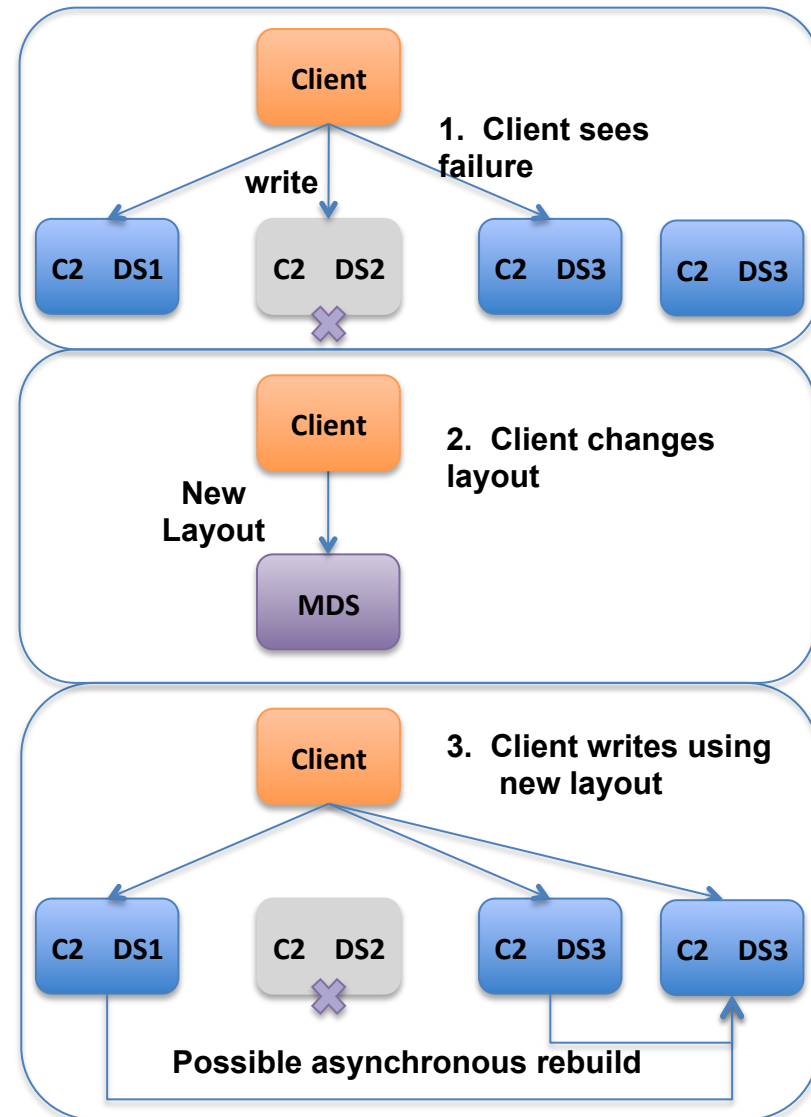 Client
1. Client sees
failure
write
C2 DS1
C2 DS2
C2 DS3
C2 DS3
Client
2. Client changes
layout
New
Layout
MDS
Client
3. Client writes using
new layout
C2 DS1
C2 DS2
C2 DS3
C2 DS3
Possible asynchronous rebuild